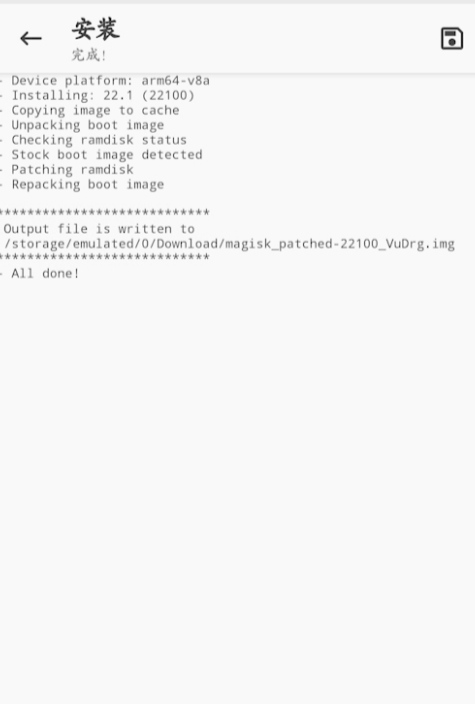 安装
完成!
- Device platform: arm64-v8a
- Installing: 22.1 (22100)
- Copying image to cache
- Unpacking boot image
- Checking ramdisk status
- Stock boot image detected
- Patching ramdisk
- Repacking boot image
****************************
Output file is written to
/storage/emulated/0/Download/magisk_patched-22100_VuDrg.img
****************************
- All done!